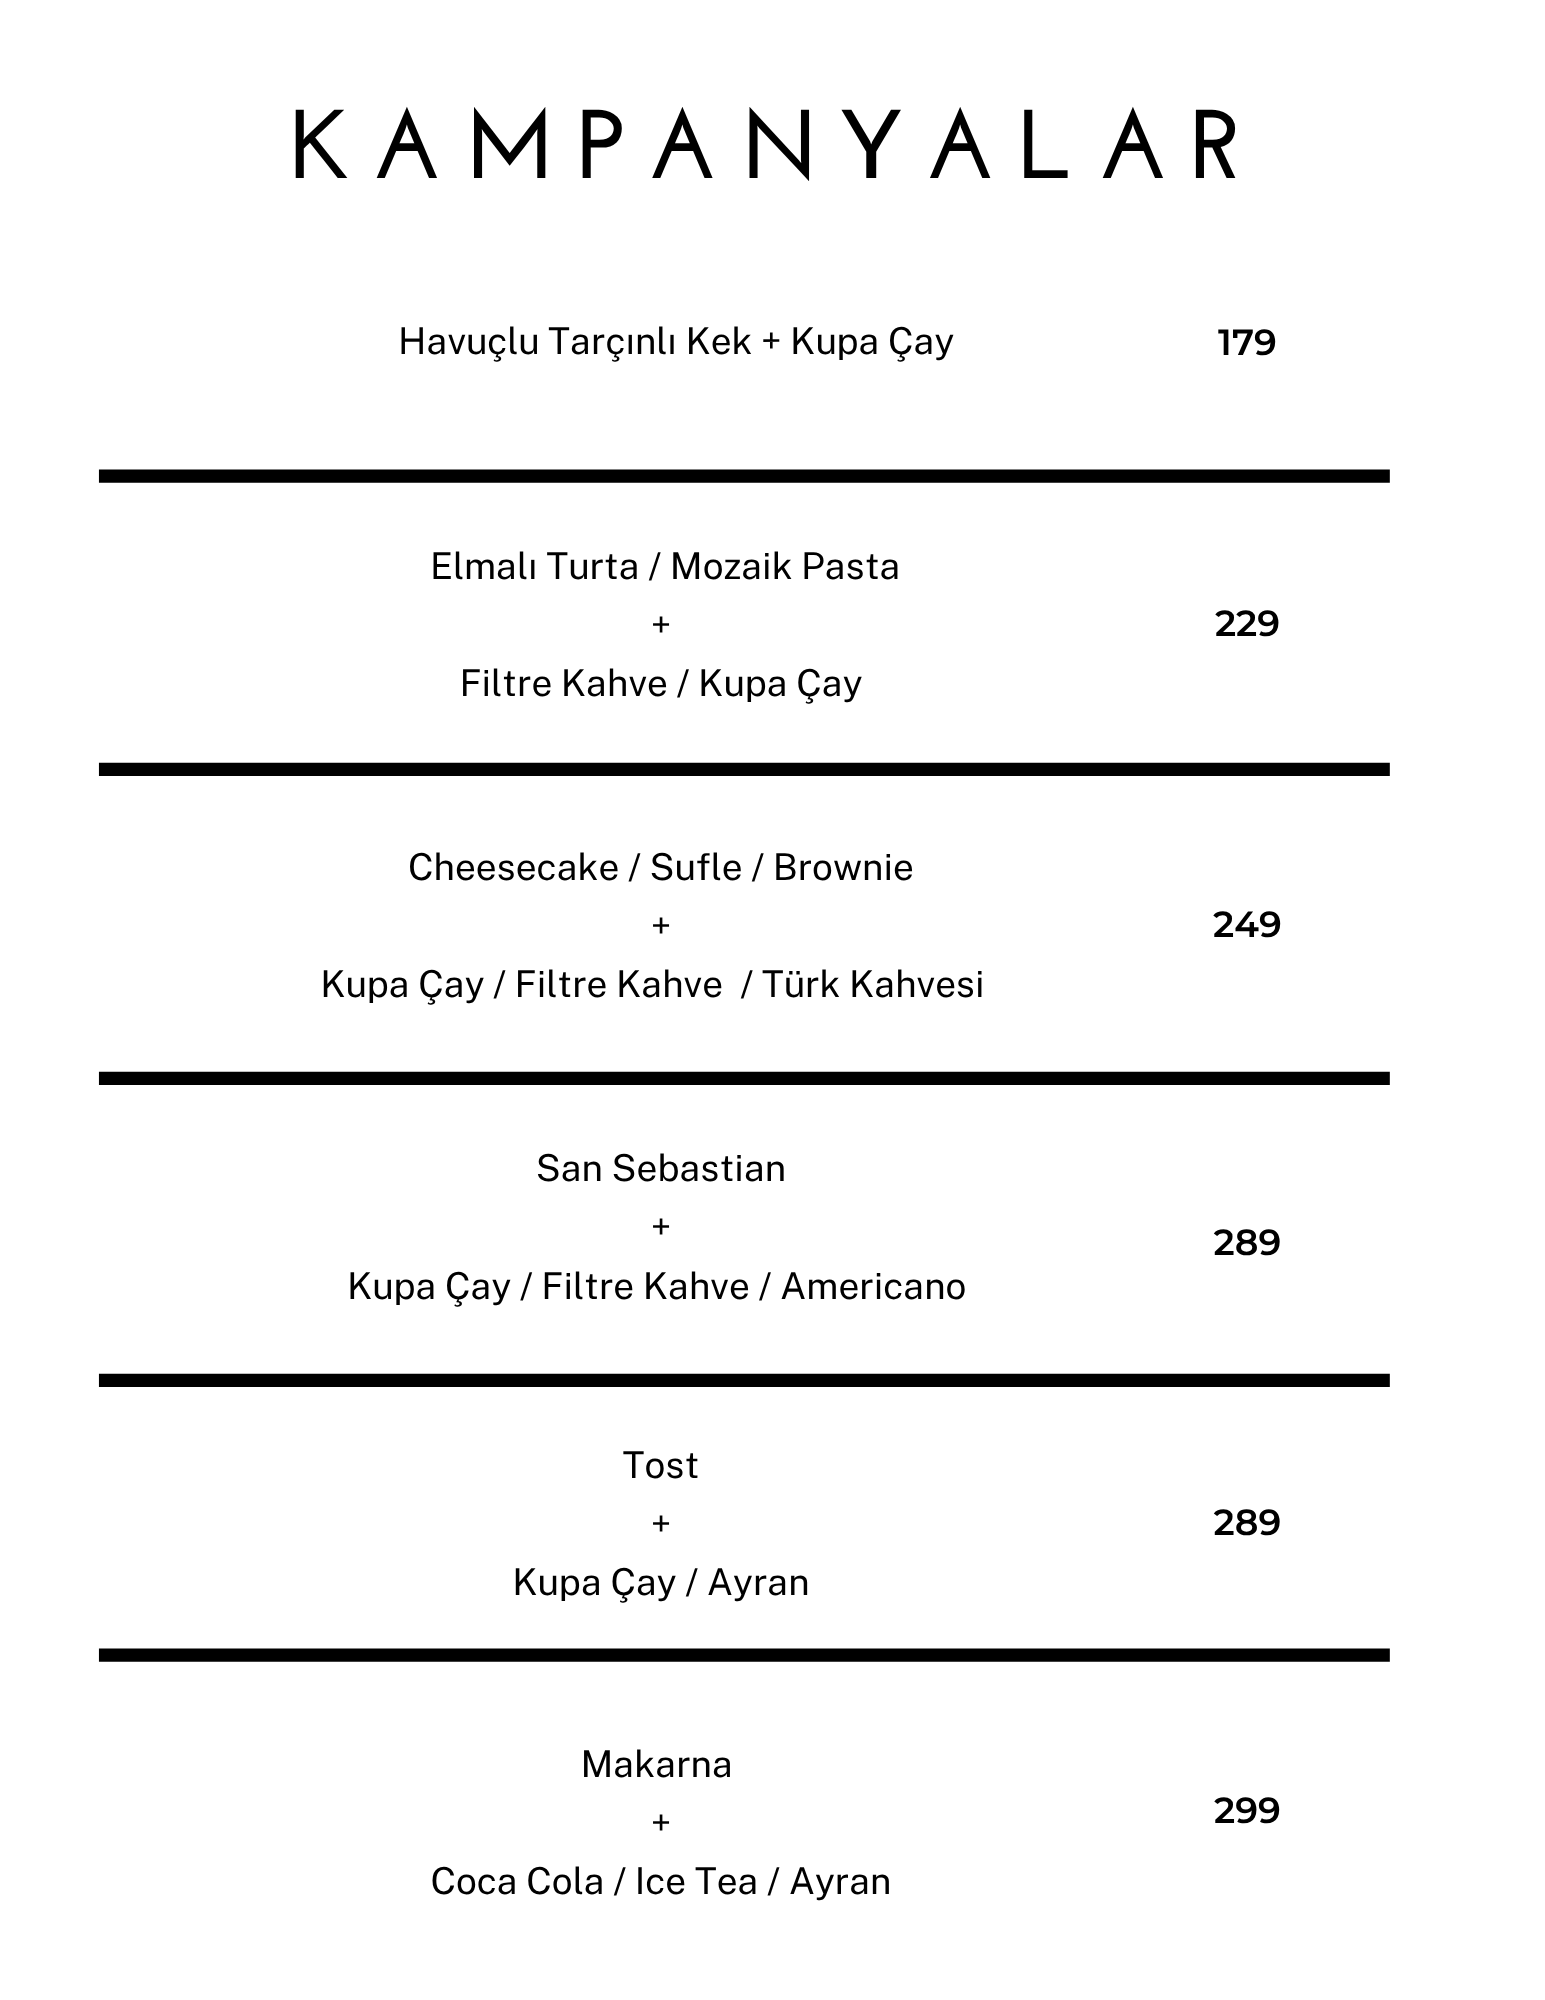 KAMPANYALAR
Havuçlu Tarçınlı Kek + Kupa Çay 179
Elmalı Turta / Mozaik Pasta
+ 229
Filtre Kahve / Kupa Çay
Cheesecake / Sufle / Brownie
+ 249
Kupa Çay / Filtre Kahve / Türk Kahvesi
San Sebastian
+ 289
Kupa Çay / Filtre Kahve / Americano
Tost
+ 289
Kupa Çay / Ayran
Makarna
+ 299
Coca Cola / Ice Tea / Ayran